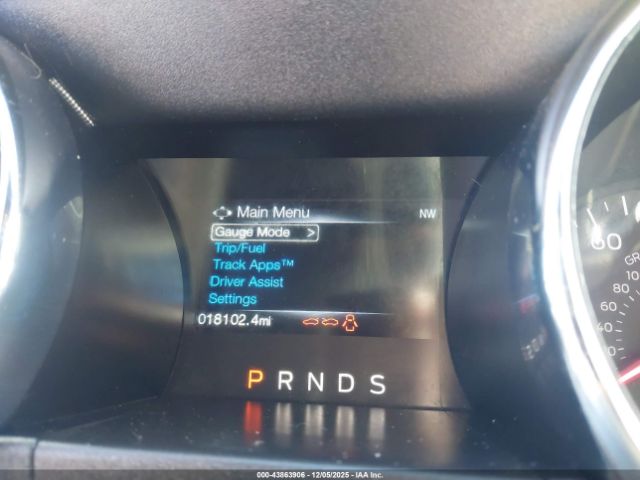 Main Menu NW
Gauge Mode >
Trip/Fuel
Track Apps™
Driver Assist
Settings
018102.4mi
P R N D S
000-43863906 - 12/05/2025 - IAA Inc.